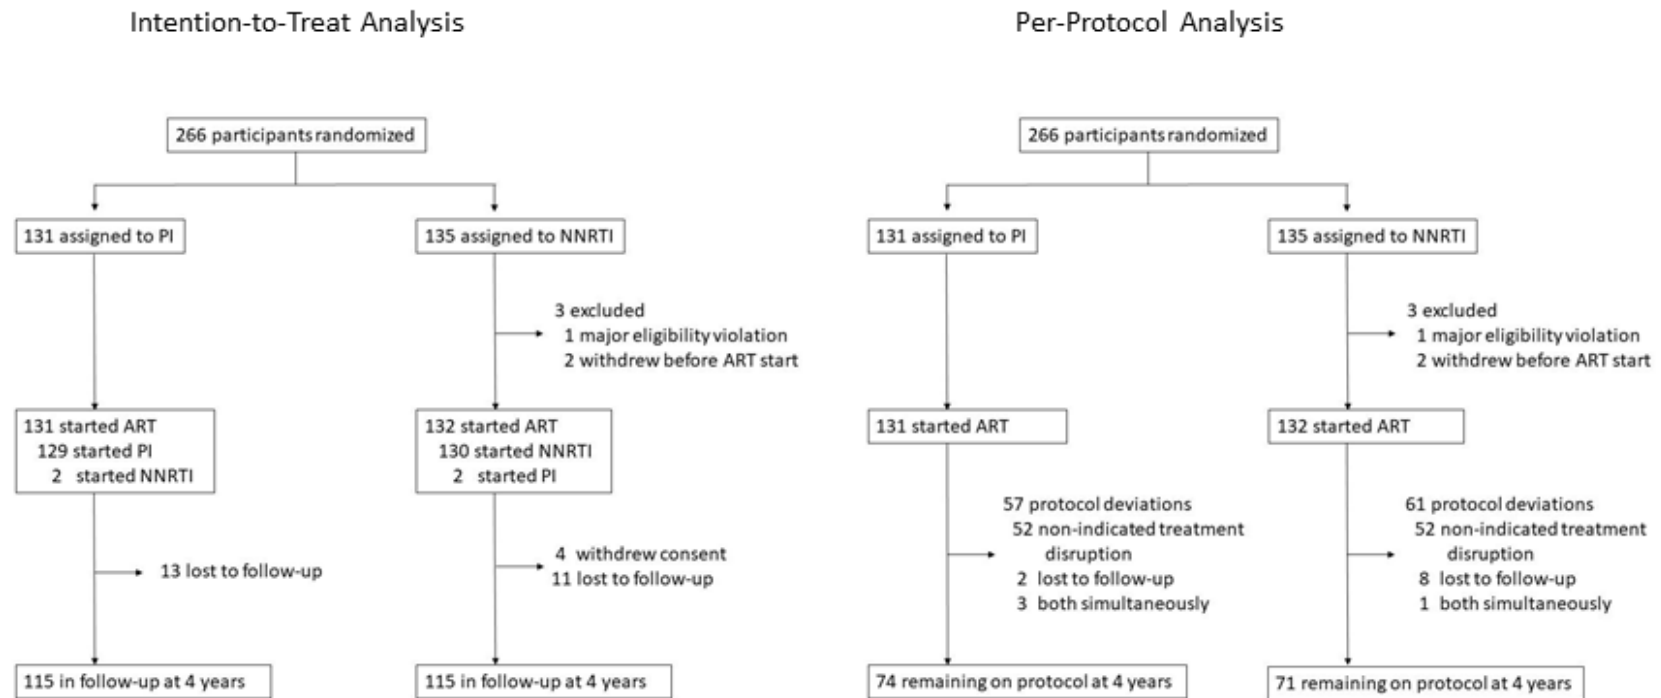 Intention-to-Treat Analysis
266 participants randomized
131 assigned to PI
135 assigned to NNRTI
3 excluded
1 major eligibility violation
2 withdrew before ART start
131 started ART
129 started PI
2 started NNRTI
132 started ART
130 started NNRTI
2 started PI
13 lost to follow-up
4 withdrew consent
11 lost to follow-up
115 in follow-up at 4 years
115 in follow-up at 4 years
Per-Protocol Analysis
266 participants randomized
131 assigned to PI
135 assigned to NNRTI
3 excluded
1 major eligibility violation
2 withdrew before ART start
131 started ART
132 started ART
57 protocol deviations
52 non-indicated treatment
disruption
2 lost to follow-up
3 both simultaneously
61 protocol deviations
52 non-indicated treatment
disruption
8 lost to follow-up
1 both simultaneously
74 remaining on protocol at 4 years
71 remaining on protocol at 4 years